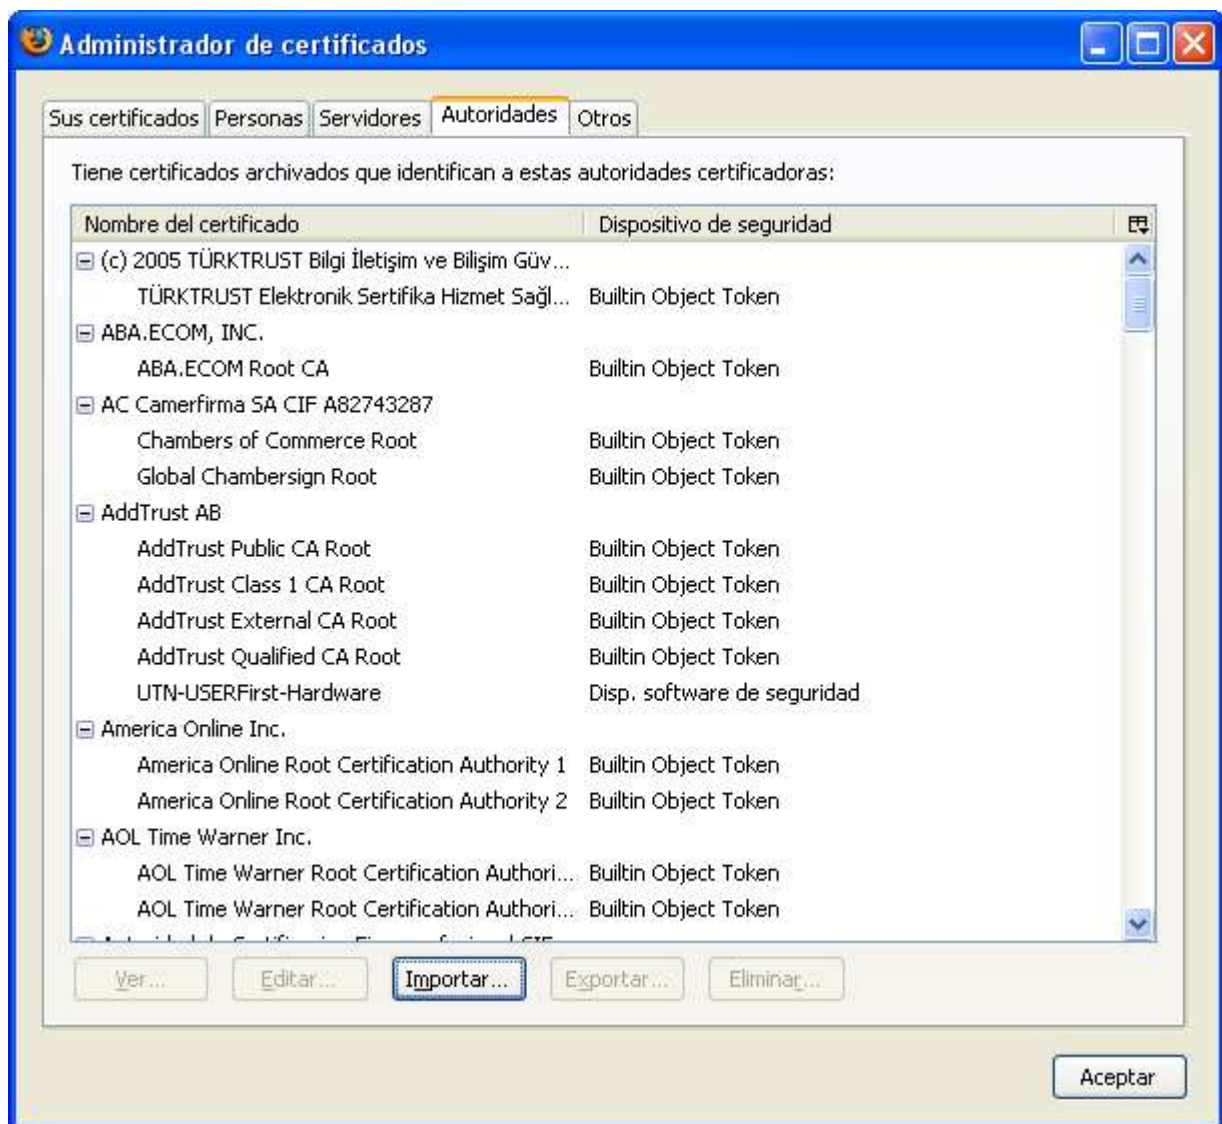 Administrador de certificados
Sus certificados Personas Servidores Autoridades Otros
Tiene certificados archivados que identifican a estas autoridades certificadoras:
Nombre del certificado Dispositivo de seguridad
(c) 2005 TÜRKTRUST Bilgi İletişim ve Bilişim Güv...
TÜRKTRUST Elektronik Sertifika Hizmet Sağl... Builtin Object Token
ABA.ECOM, INC.
ABA.ECOM Root CA Builtin Object Token
AC Camerfirma SA CIF A82743287
Chambers of Commerce Root Builtin Object Token
Global Chambersign Root Builtin Object Token
AddTrust AB
AddTrust Public CA Root Builtin Object Token
AddTrust Class 1 CA Root Builtin Object Token
AddTrust External CA Root Builtin Object Token
AddTrust Qualified CA Root Builtin Object Token
UTN-USERFirst-Hardware Disp. software de seguridad
America Online Inc.
America Online Root Certification Authority 1 Builtin Object Token
America Online Root Certification Authority 2 Builtin Object Token
AOL Time Warner Inc.
AOL Time Warner Root Certification Authori... Builtin Object Token
AOL Time Warner Root Certification Authori... Builtin Object Token
Ver... Editar... Importar... Exportar... Eliminar...
Aceptar